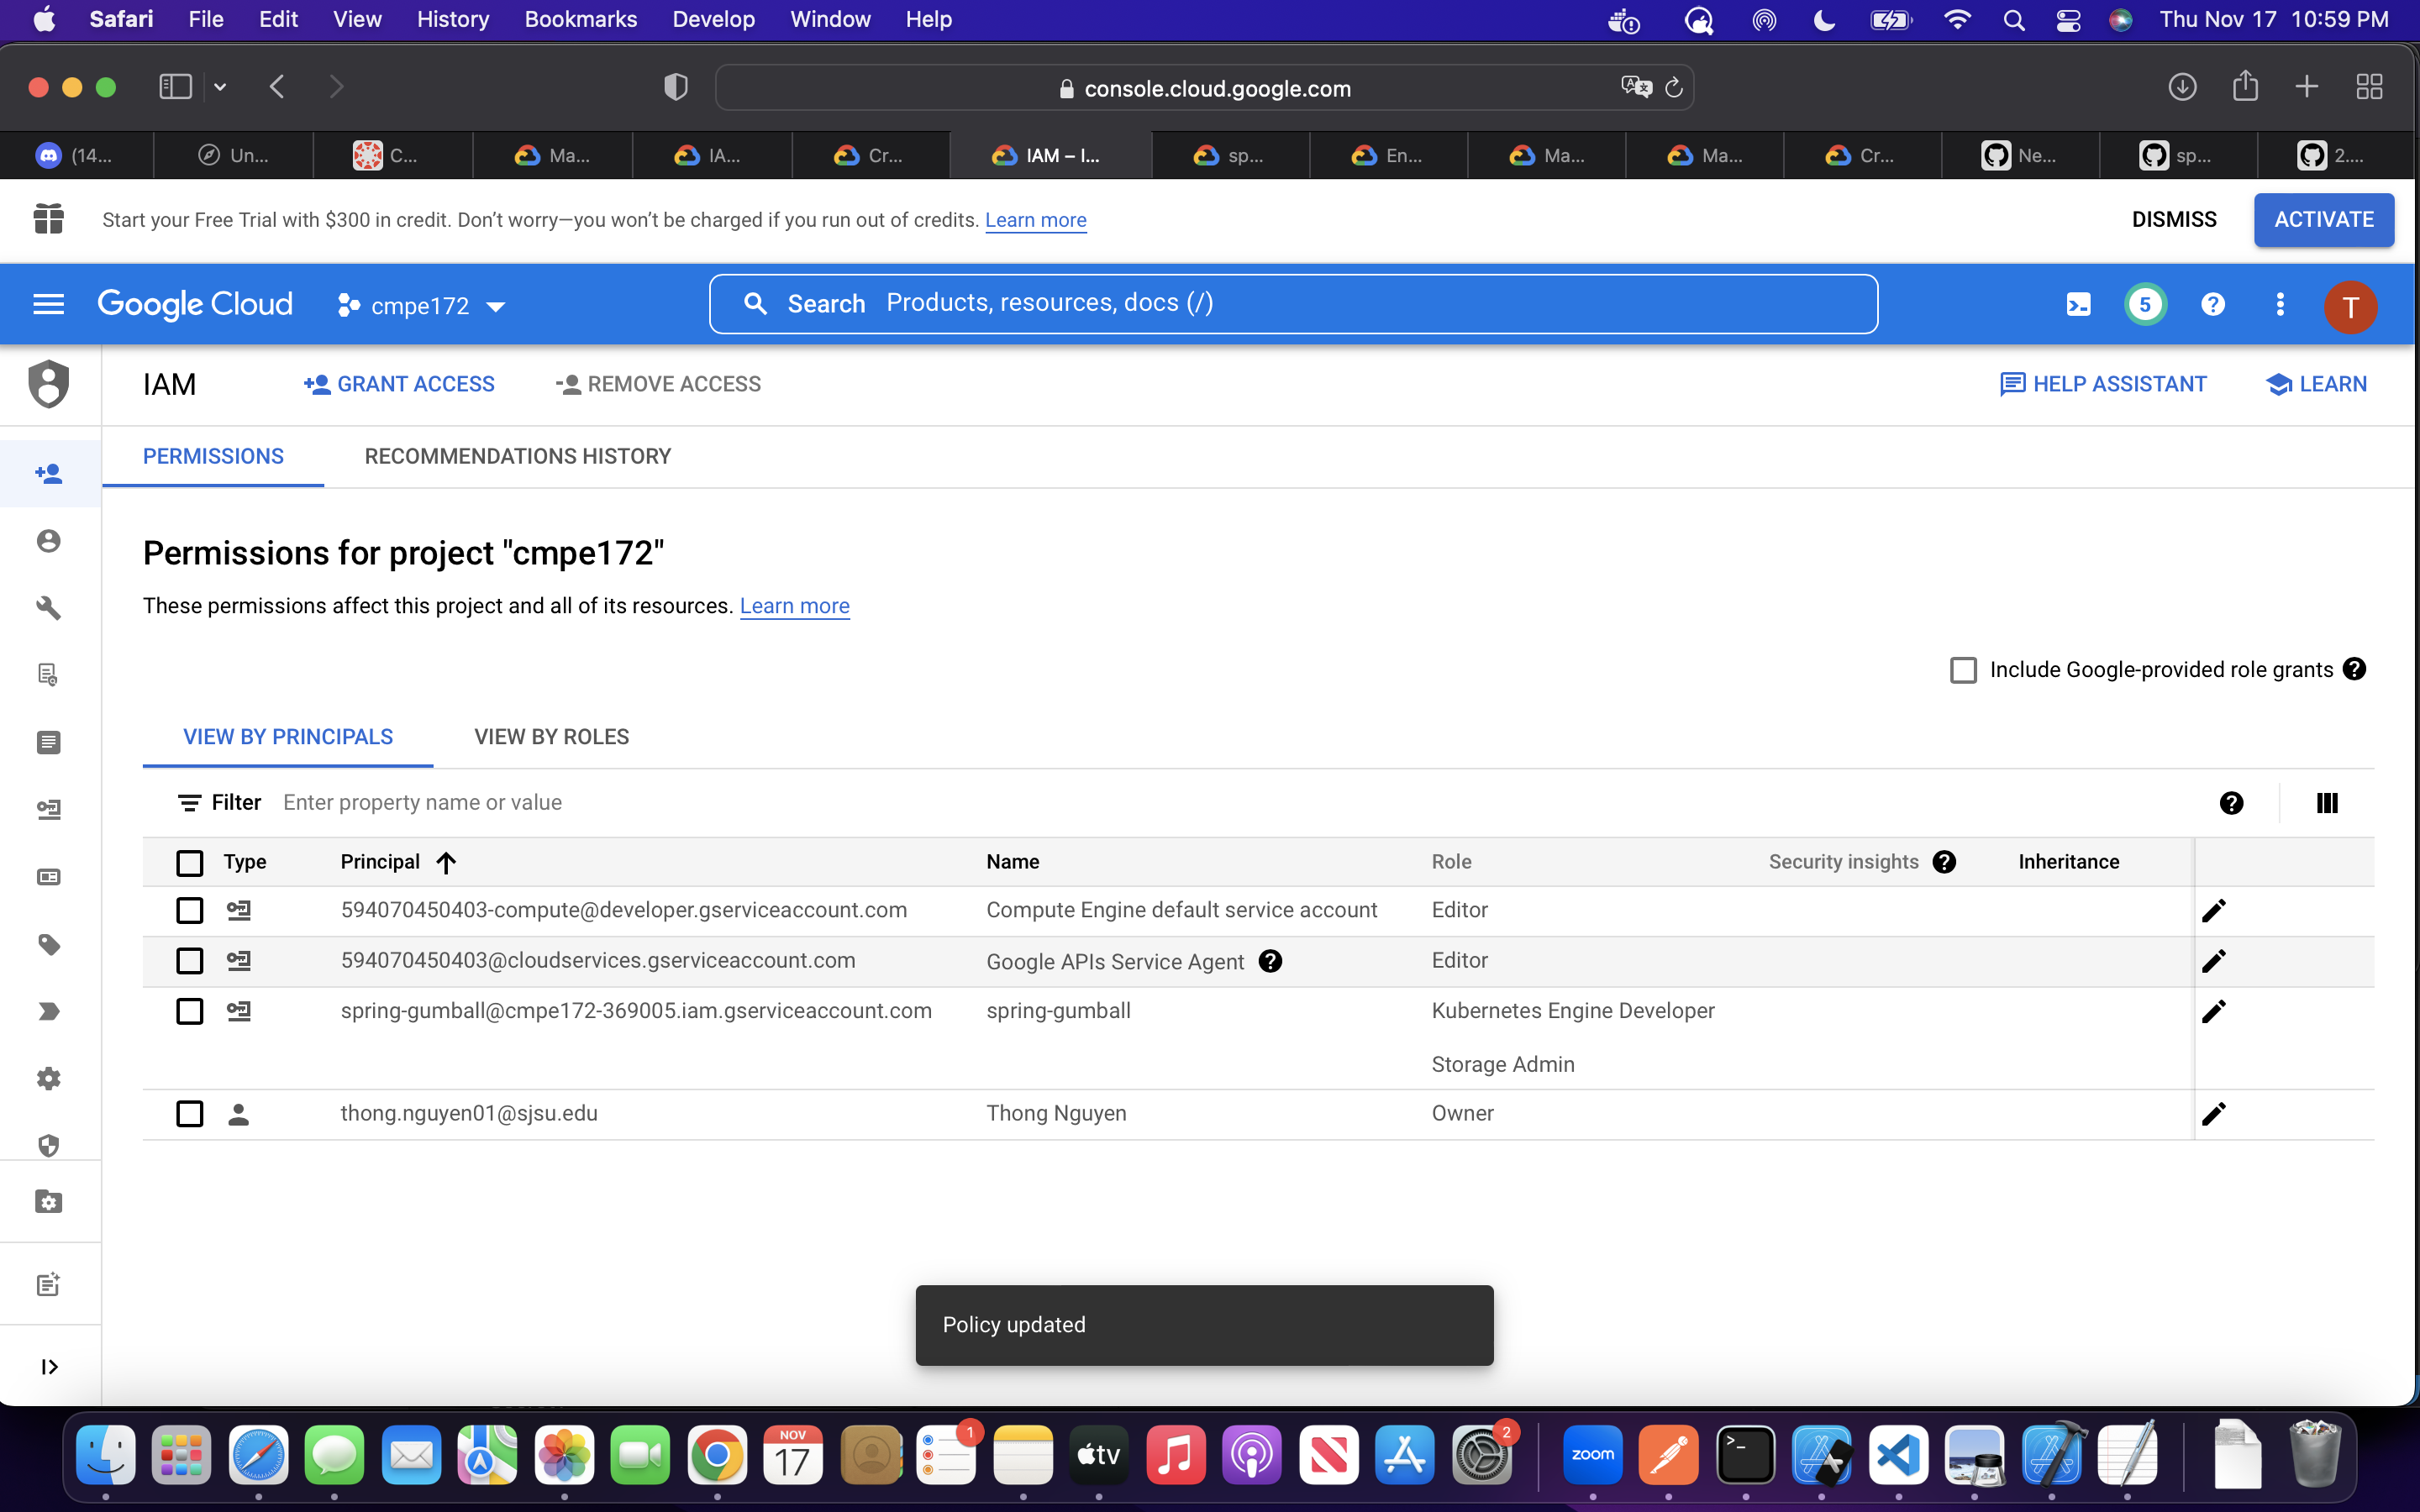 Safari File Edit View History Bookmarks Develop Window Help Thu Nov 17 10:59 PM
console.cloud.google.com
(14... Un... C... Ma... IA... Cr... IAM – I... sp... En... Ma... Ma... Cr... Ne... sp... 2....
Start your Free Trial with $300 in credit. Don't worry—you won't be charged if you run out of credits. Learn more DISMISS ACTIVATE
Google Cloud cmpe172 Search Products, resources, docs (/) 5 T
IAM GRANT ACCESS REMOVE ACCESS HELP ASSISTANT LEARN
PERMISSIONS RECOMMENDATIONS HISTORY
Permissions for project "cmpe172"
These permissions affect this project and all of its resources. Learn more
Include Google-provided role grants
VIEW BY PRINCIPALS VIEW BY ROLES
Filter Enter property name or value
Type Principal Name Role Security insights Inheritance
594070450403-compute@developer.gserviceaccount.com Compute Engine default service account Editor
594070450403@cloudservices.gserviceaccount.com Google APIs Service Agent Editor
spring-gumball@cmpe172-369005.iam.gserviceaccount.com spring-gumball Kubernetes Engine Developer
Storage Admin
thong.nguyen01@sjsu.edu Thong Nguyen Owner
Policy updated
NOV
17
1
tv
2
zoom